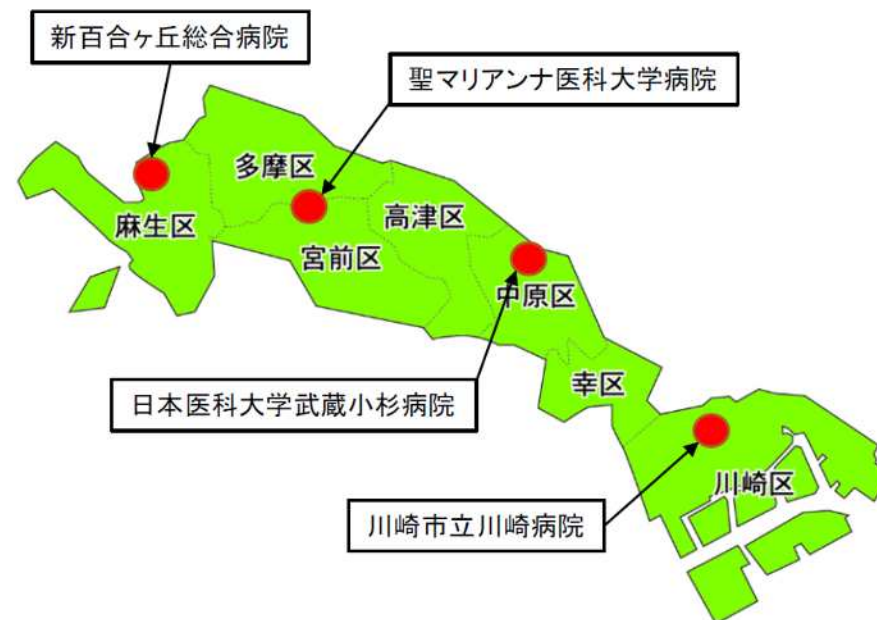 新百合ヶ丘総合病院
聖マリアンナ医科大学病院
多摩区
高津区
麻生区
宮前区
中原区
幸区
日本医科大学武蔵小杉病院
川崎区
川崎市立川崎病院